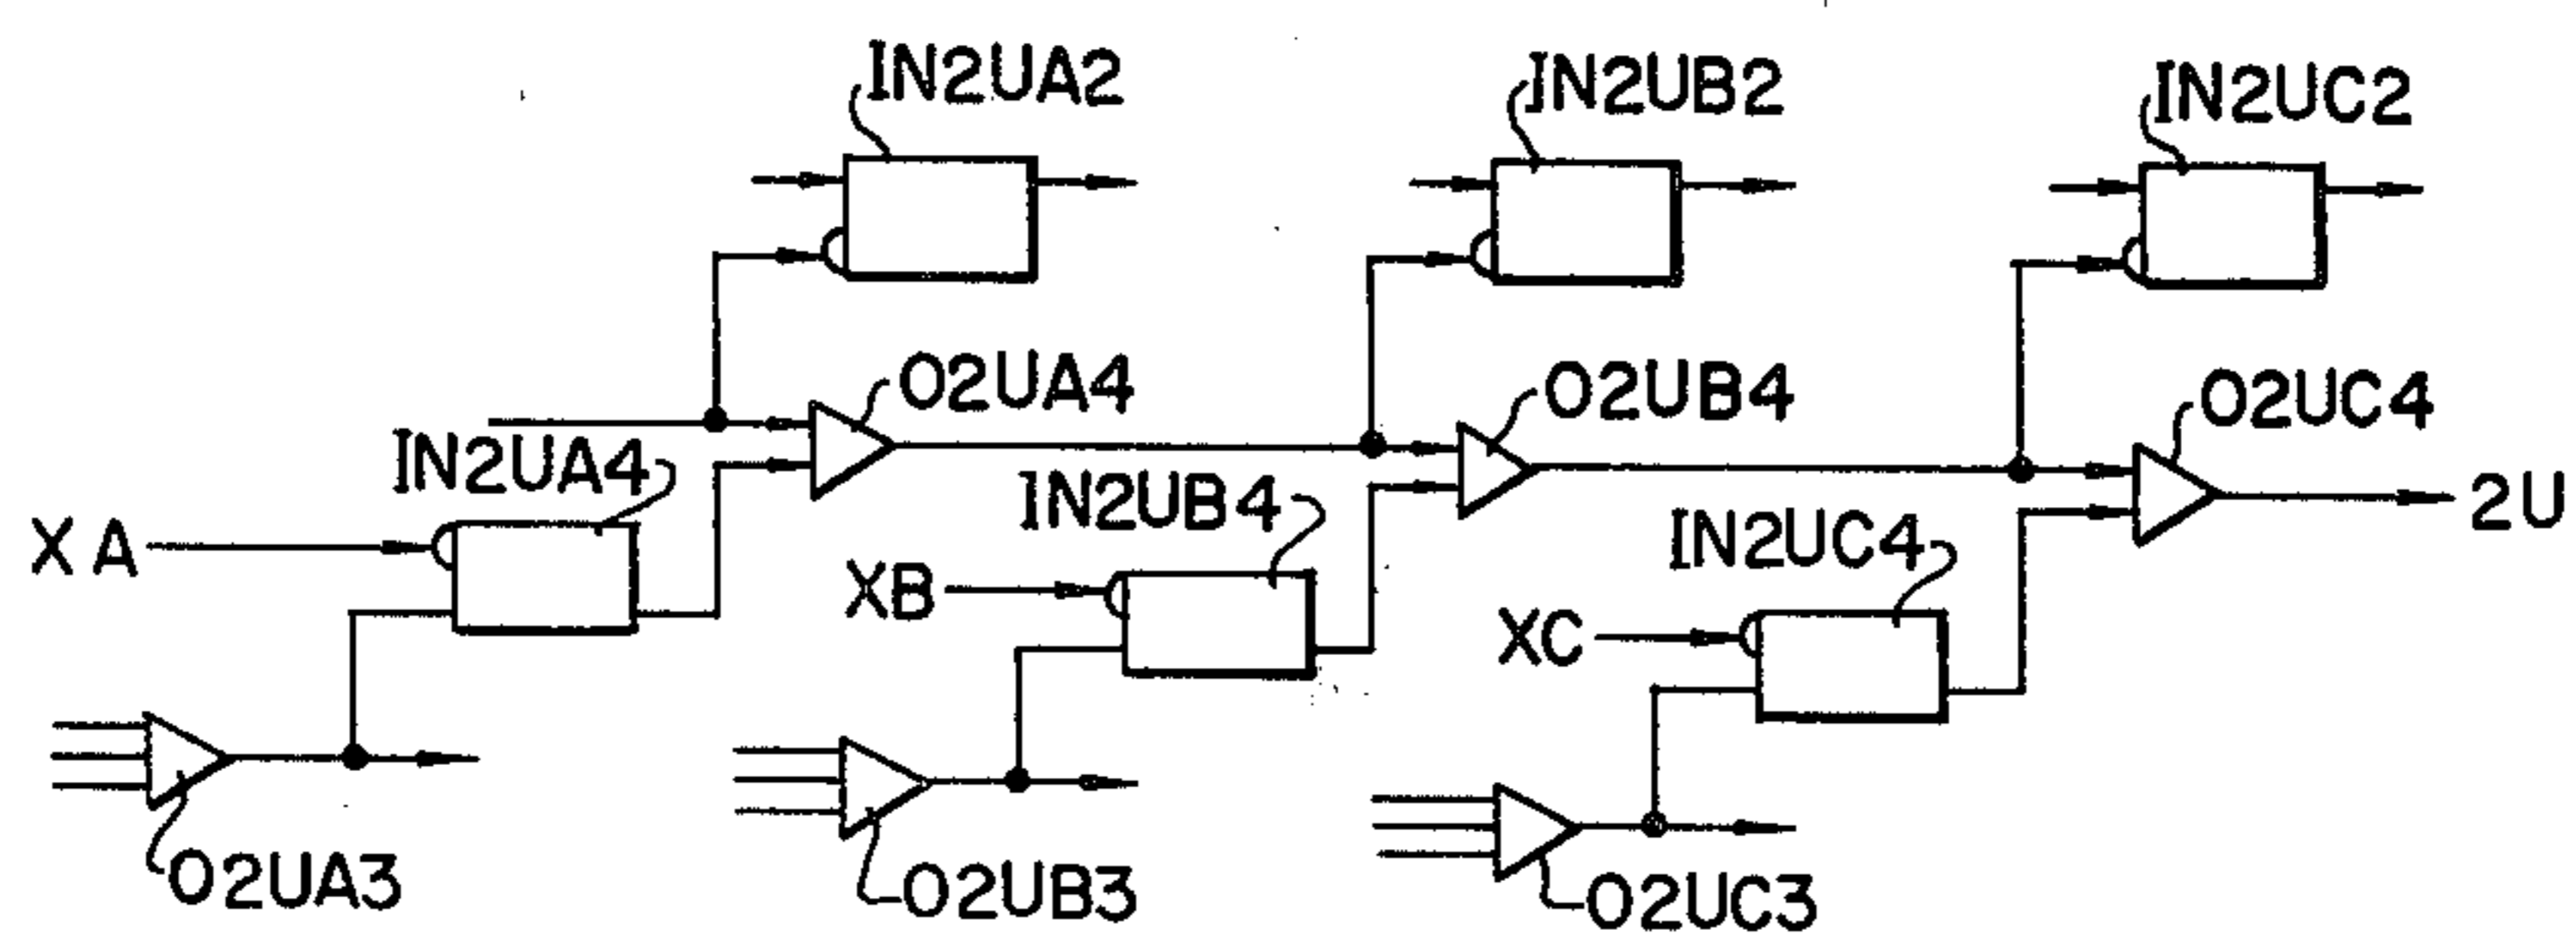 IN2UA2
IN2UB2
IN2UC2
O2UA4
O2UB4
O2UC4
IN2UA4
IN2UB4
2U
XA
IN2UC4
XB
XC
O2UA3
O2UB3
O2UC3